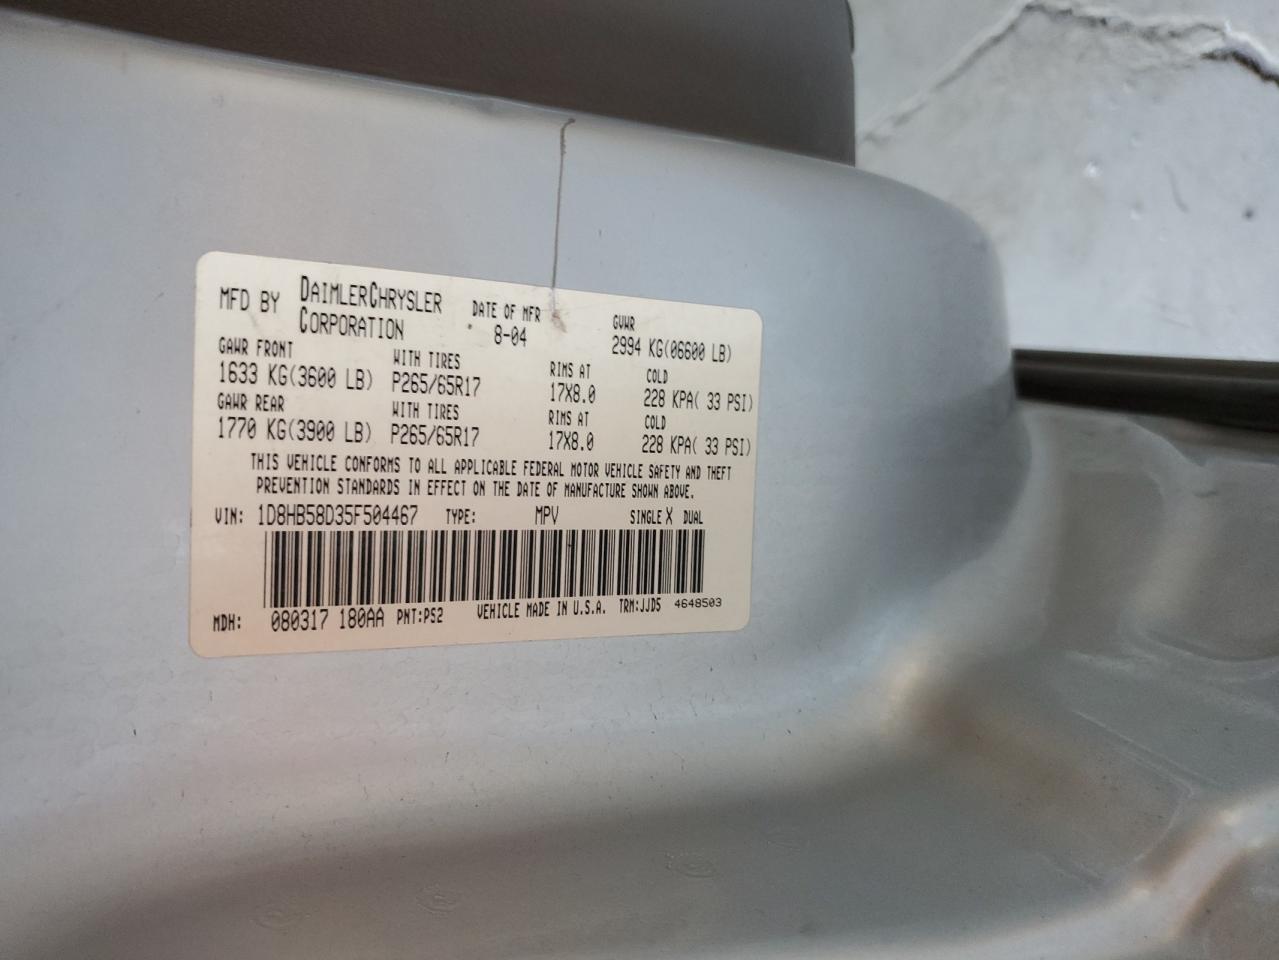 MFD BY DAIMLERCHRYSLER CORPORATION DATE OF MFR 8-04 GVWR 2994 KG(06600 LB)
GAWR FRONT WITH TIRES RIMS AT COLD
1633 KG(3600 LB) P265/65R17 17X8.0 228 KPA( 33 PSI)
GAWR REAR WITH TIRES RIMS AT COLD
1770 KG(3900 LB) P265/65R17 17X8.0 228 KPA( 33 PSI)
THIS VEHICLE CONFORMS TO ALL APPLICABLE FEDERAL MOTOR VEHICLE SAFETY AND THEFT
PREVENTION STANDARDS IN EFFECT ON THE DATE OF MANUFACTURE SHOWN ABOVE.
VIN: 1D8HB58D35F504467 TYPE: MPV SINGLE X DUAL
MDH: 080317 180AA PNT:PS2 VEHICLE MADE IN U.S.A. TRM:JJD5 4648503